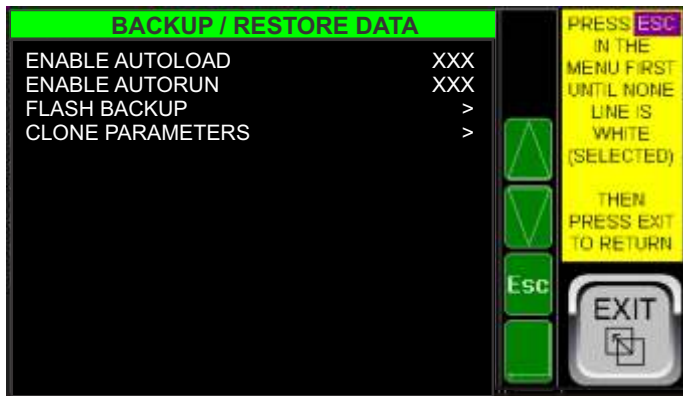 BACKUP / RESTORE DATA
ENABLE AUTOLOAD XXX
ENABLE AUTORUN XXX
FLASH BACKUP >
CLONE PARAMETERS >
Esc
PRESS ESC
IN THE
MENU FIRST
UNTIL NONE
LINE IS
WHITE
(SELECTED)
THEN
PRESS EXIT
TO RETURN
EXIT